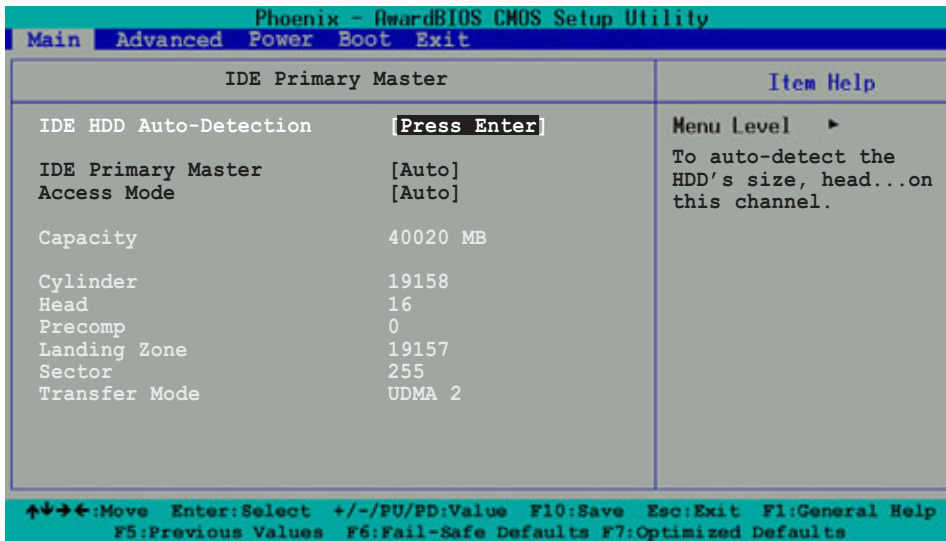 Phoenix - AwardBIOS CMOS Setup Utility
Main Advanced Power Boot Exit
IDE Primary Master
Item Help
IDE HDD Auto-Detection [Press Enter]
Menu Level ►
To auto-detect the
HDD's size, head...on
this channel.
IDE Primary Master [Auto]
Access Mode [Auto]
Capacity 40020 MB
Cylinder 19158
Head 16
Precomp 0
Landing Zone 19157
Sector 255
Transfer Mode UDMA 2
↑↓→←:Move Enter:Select +/-/PU/PD:Value F10:Save Esc:Exit F1:General Help
F5:Previous Values F6:Fail-Safe Defaults F7:Optimized Defaults